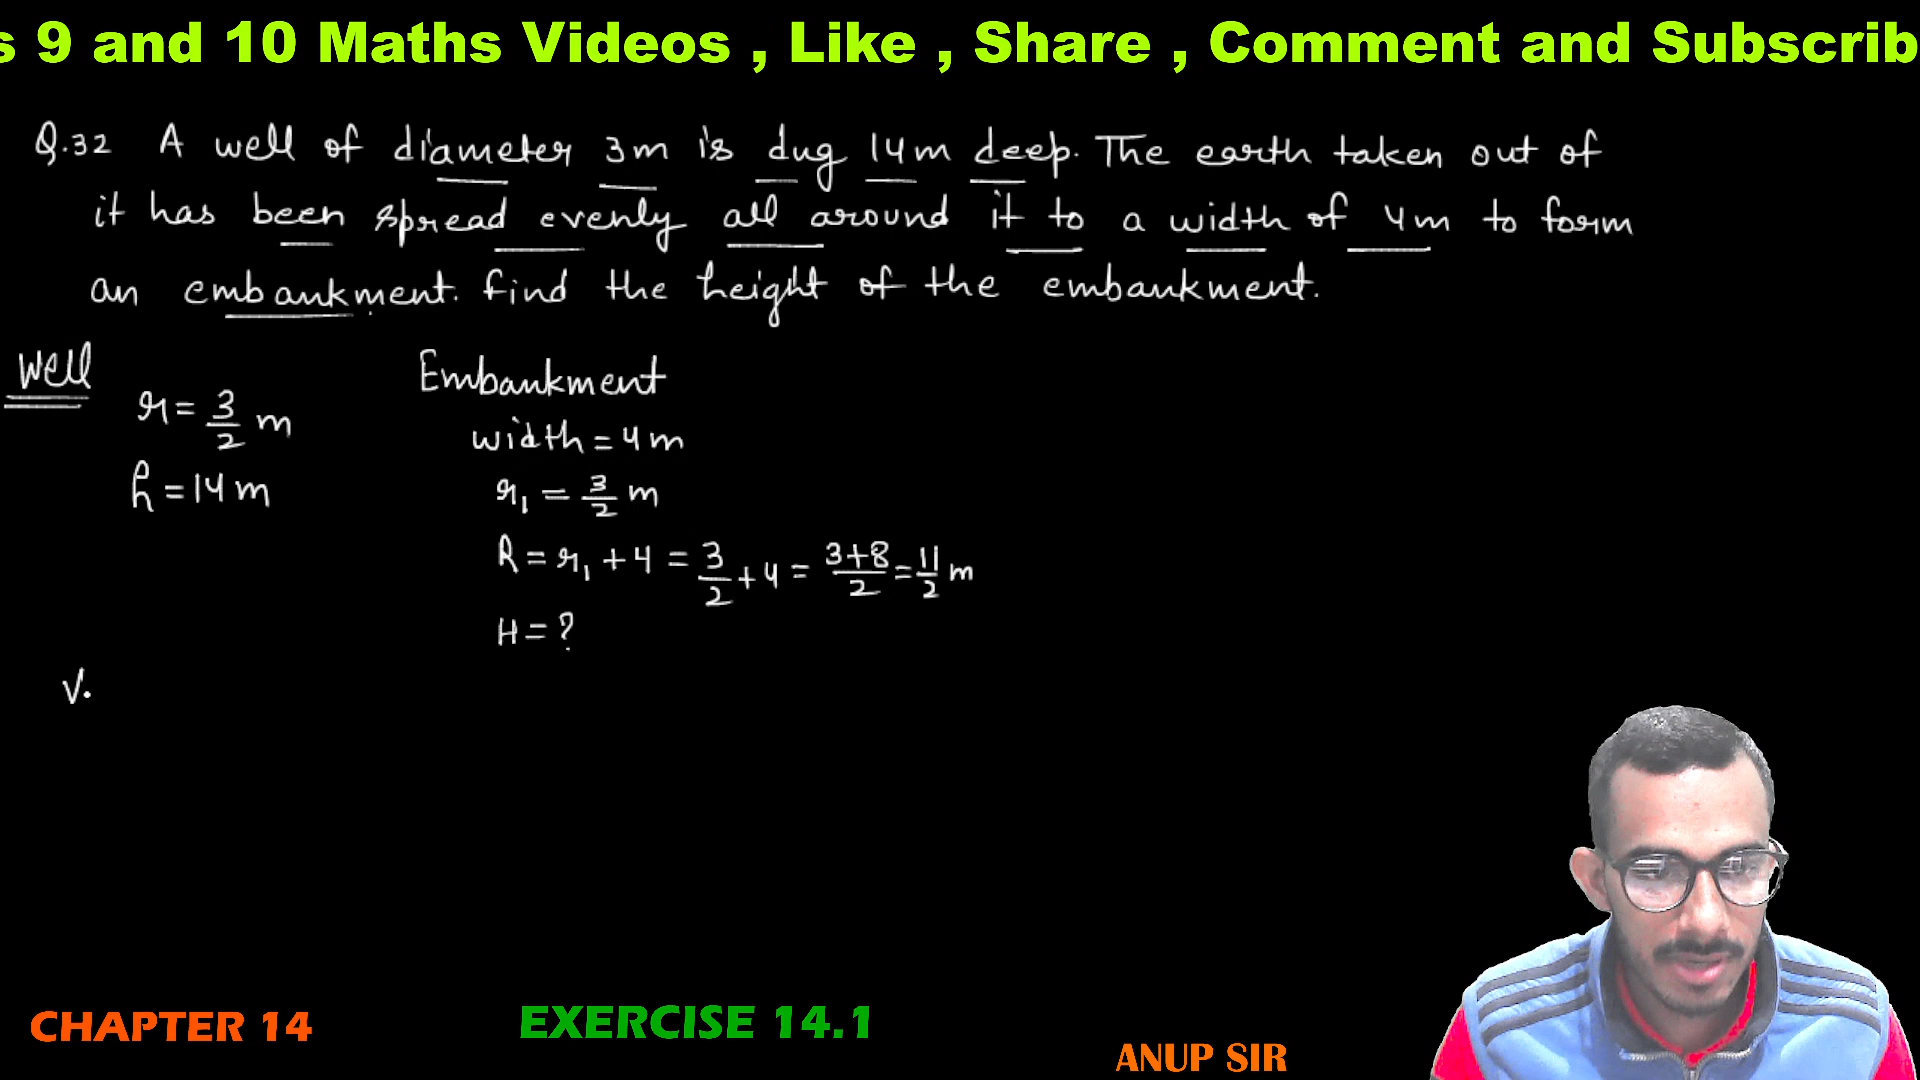 s 9 and 10 Maths Videos , Like , Share , Comment and Subscrib
Q.32 A well of diameter 3m is dug 14m deep. The earth taken out of
it has been spread evenly all around it to a width of 4m to form
an embankment. find the height of the embankment.
Well
r = 3/2 m
h = 14 m
Embankment
width = 4 m
r₁ = 3/2 m
R = r₁ + 4 = 3/2 + 4 = 3+8/2 = 11/2 m
H = ?
V.
CHAPTER 14
EXERCISE 14.1
ANUP SIR